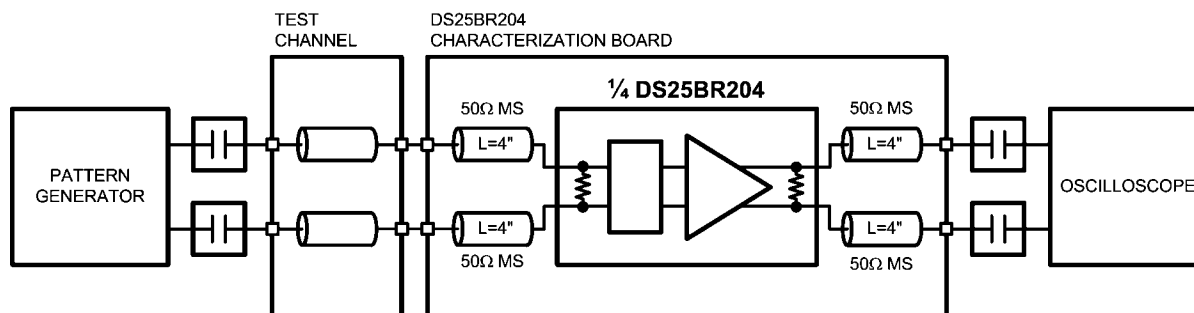 TEST
CHANNEL
DS25BR204
CHARACTERIZATION BOARD
¼ DS25BR204
50Ω MS
50Ω MS
L=4"
L=4"
PATTERN
GENERATOR
OSCILLOSCOPE
L=4"
L=4"
50Ω MS
50Ω MS